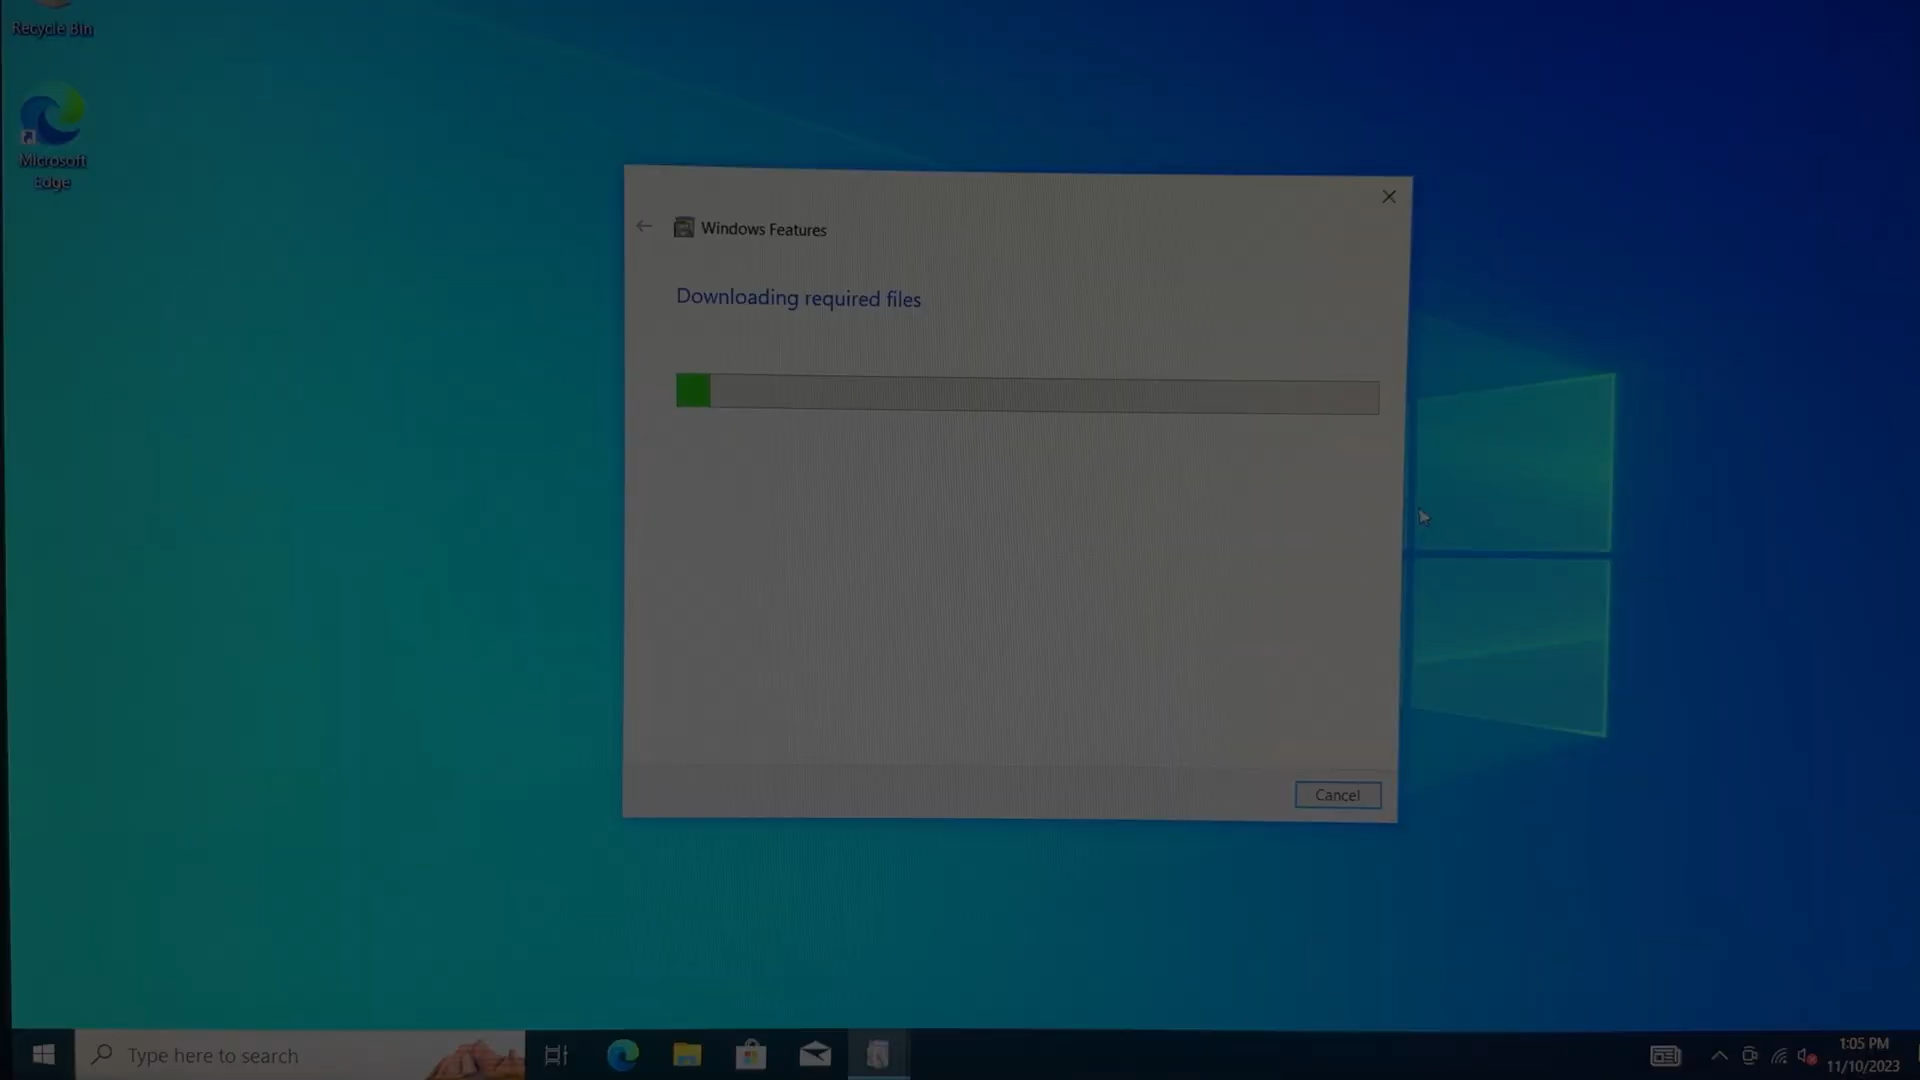 Recycle Bin
Microsoft
Edge
Windows Features
Downloading required files
Cancel
Type here to search
1:05 PM
11/10/2023